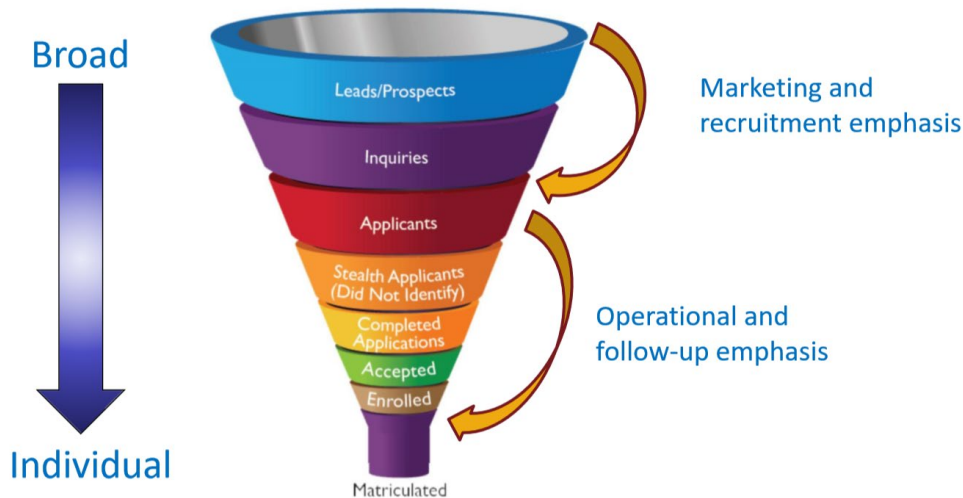 Broad
Individual
Leads/Prospects
Inquiries
Applicants
Stealth Applicants
(Did Not Identify)
Completed
Applications
Accepted
Enrolled
Matriculated
Marketing and
recruitment emphasis
Operational and
follow-up emphasis